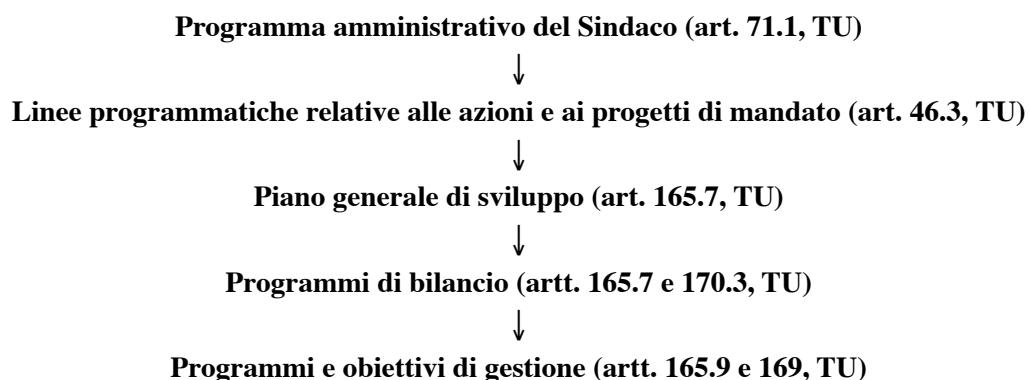 Programma amministrativo del Sindaco (art. 71.1, TU)
Linee programmatiche relative alle azioni e ai progetti di mandato (art. 46.3, TU)
Piano generale di sviluppo (art. 165.7, TU)
Programmi di bilancio (artt. 165.7 e 170.3, TU)
Programmi e obiettivi di gestione (artt. 165.9 e 169, TU)